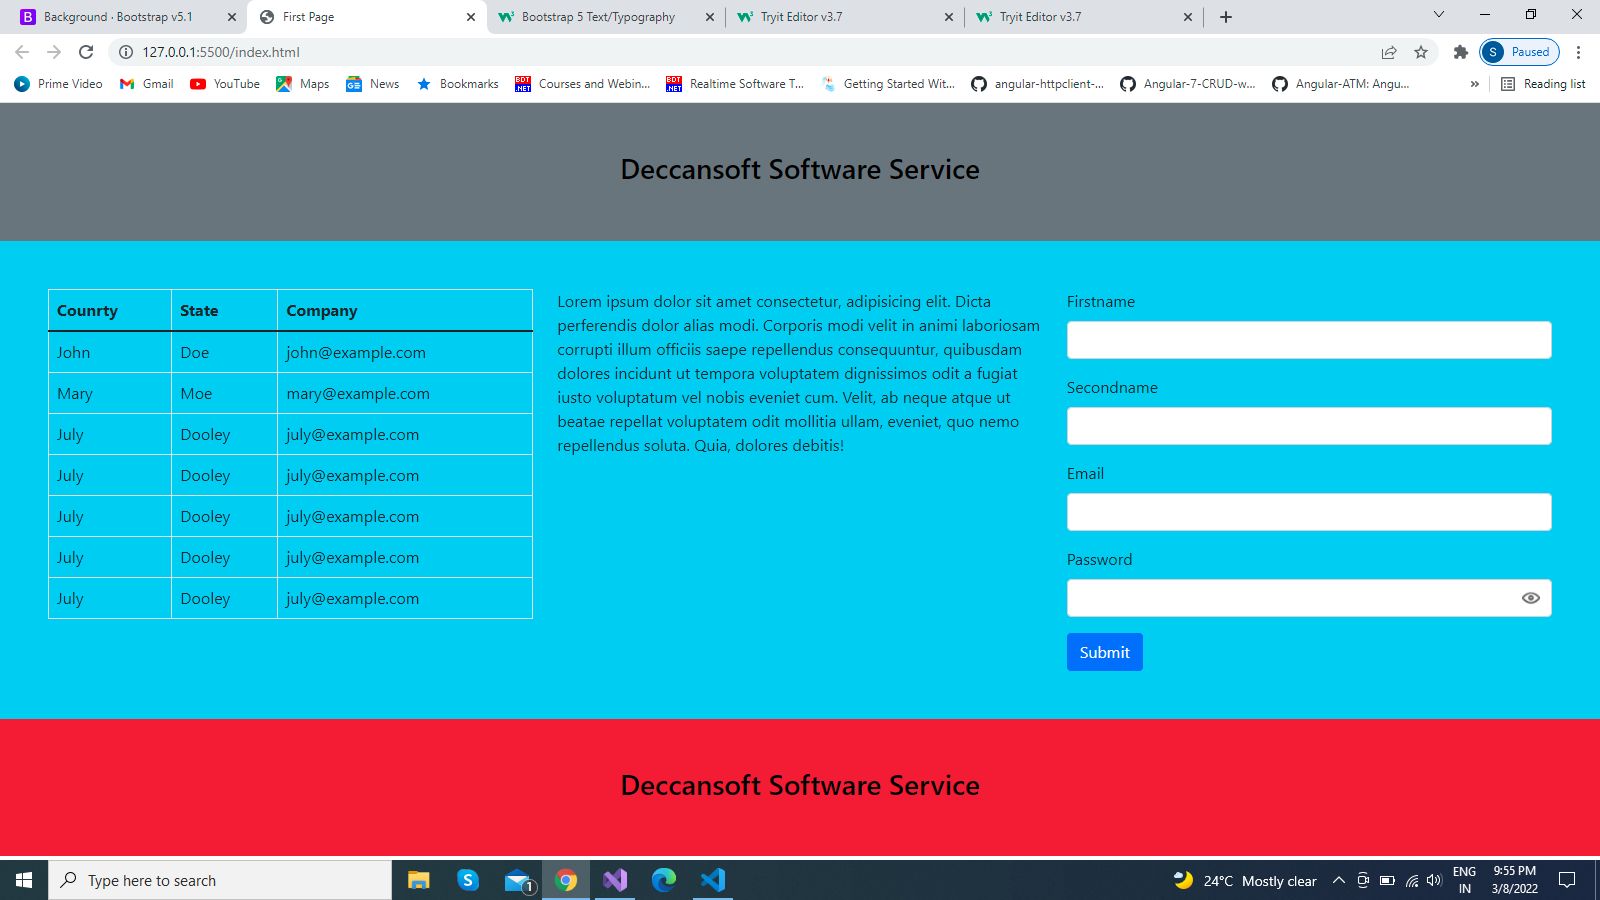 Background · Bootstrap v5.1
First Page
Bootstrap 5 Text/Typography
Tryit Editor v3.7
Tryit Editor v3.7
127.0.0.1:5500/index.html
S Paused
Prime Video
Gmail
YouTube
Maps
News
Bookmarks
Courses and Webin...
Realtime Software T...
Getting Started Wit...
angular-httpclient-...
Angular-7-CRUD-w...
Angular-ATM: Angu...
»
Reading list
Deccansoft Software Service
Counrty State Company
John Doe john@example.com
Mary Moe mary@example.com
July Dooley july@example.com
July Dooley july@example.com
July Dooley july@example.com
July Dooley july@example.com
July Dooley july@example.com
Lorem ipsum dolor sit amet consectetur, adipisicing elit. Dicta
perferendis dolor alias modi. Corporis modi velit in animi laboriosam
corrupti illum officiis saepe repellendus consequuntur, quibusdam
dolores incidunt ut tempora voluptatem dignissimos odit a fugiat
iusto voluptatum vel nobis eveniet cum. Velit, ab neque atque ut
beatae repellat voluptatem odit mollitia ullam, eveniet, quo nemo
repellendus soluta. Quia, dolores debitis!
Firstname
Secondname
Email
Password
Submit
Deccansoft Software Service
Type here to search
1
24°C Mostly clear
ENG
IN
9:55 PM
3/8/2022